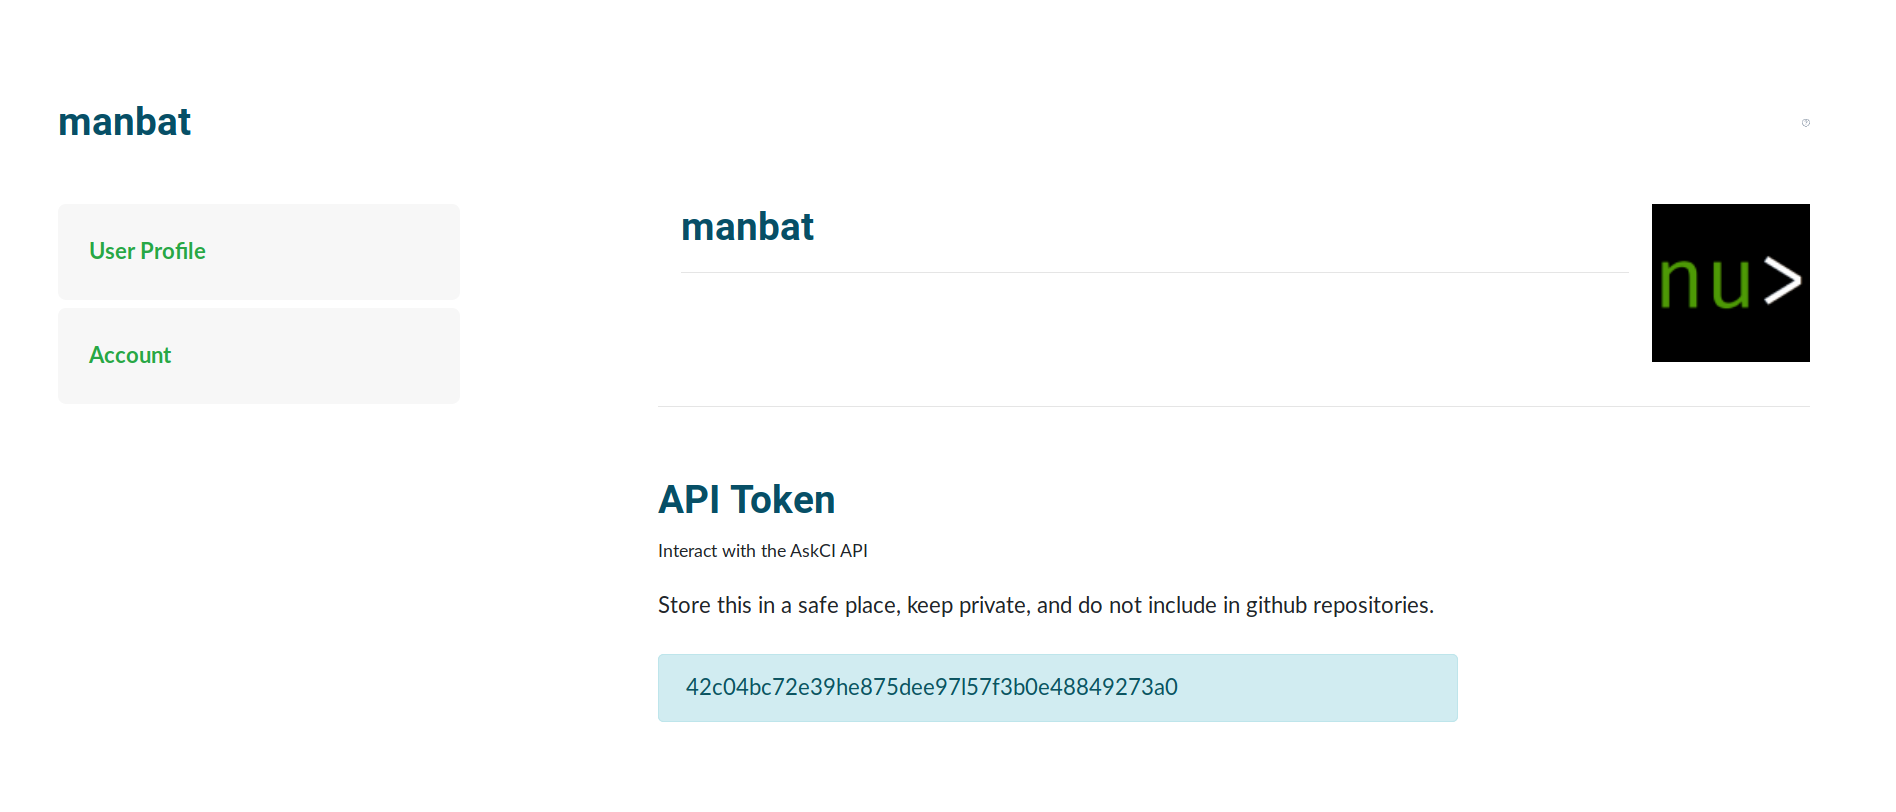 manbat
User Profile
Account
manbat
nu>
API Token
Interact with the AskCI API
Store this in a safe place, keep private, and do not include in github repositories.
42c04bc72e39he875dee97l57f3b0e48849273a0